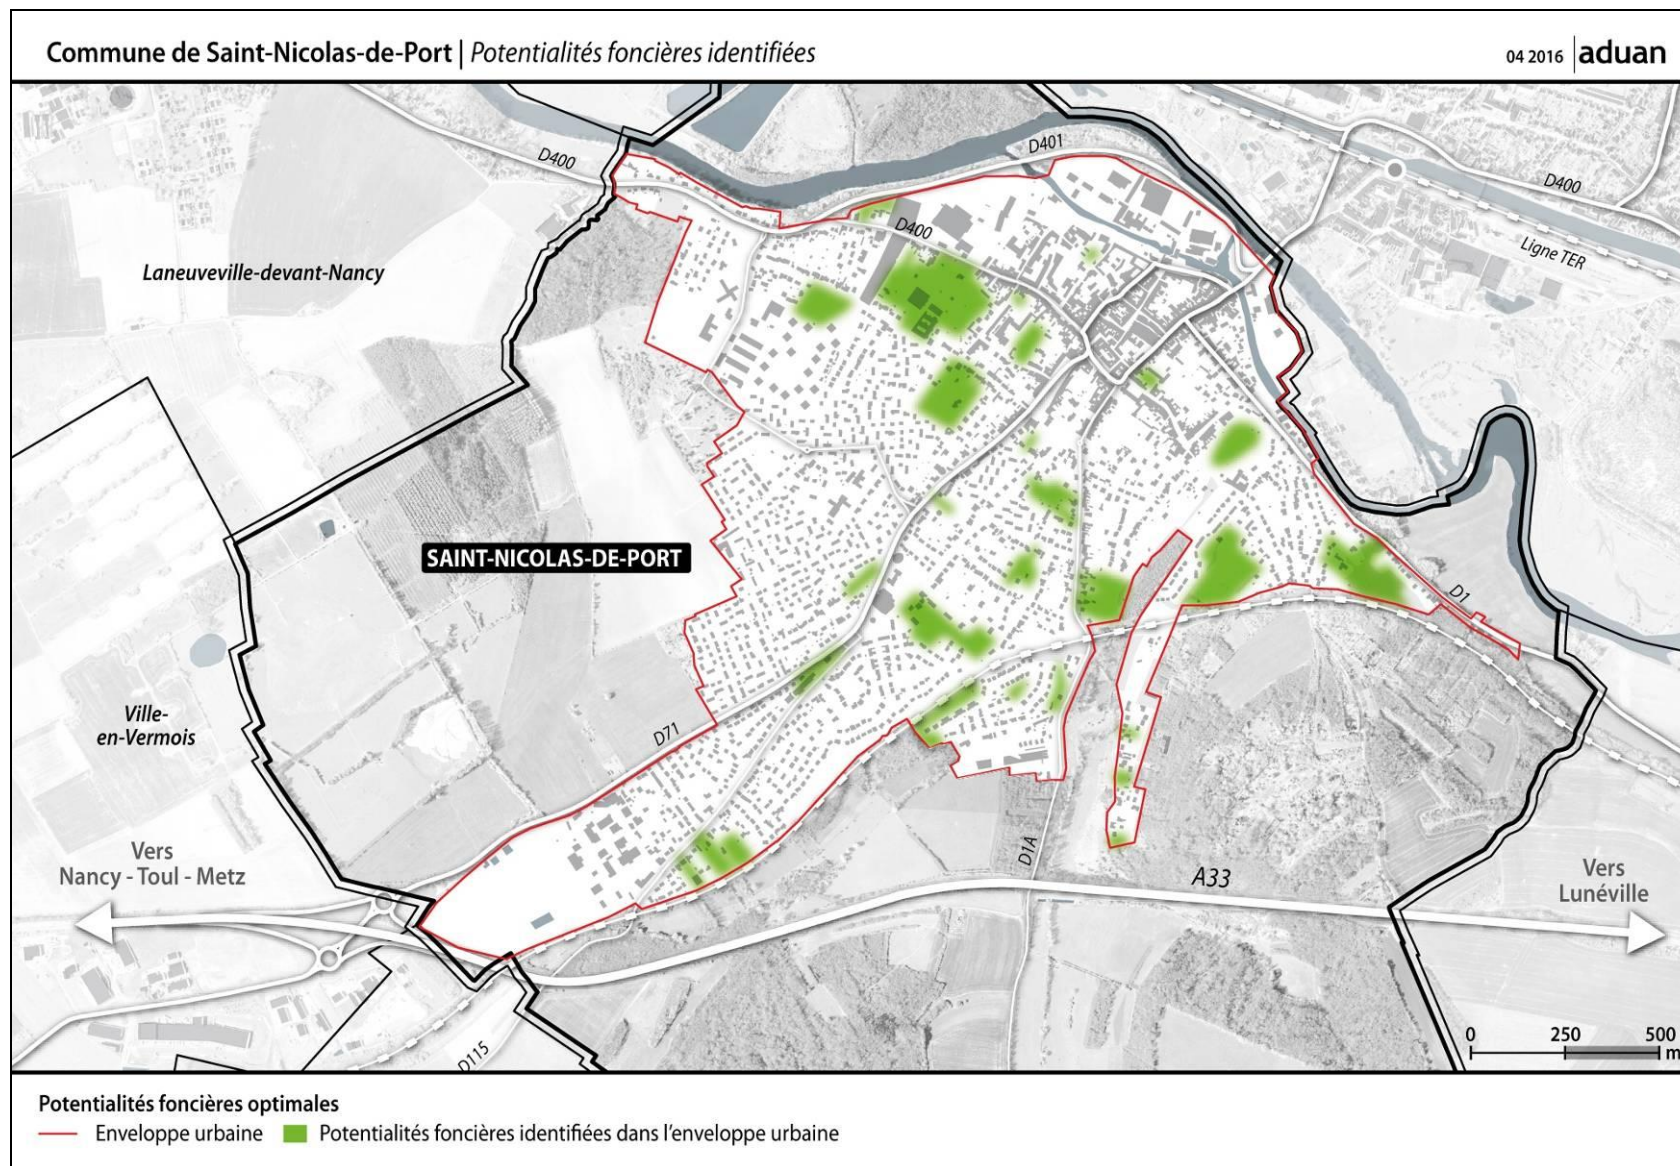 Commune de Saint-Nicolas-de-Port | Potentialités foncières identifiées
04 2016 | aduan
D400
D401
D400
D400
Ligne TER
Laneuveville-devant-Nancy
SAINT-NICOLAS-DE-PORT
D1
Ville-
en-Vermois
D71
Vers
Nancy - Toul - Metz
D1A
A33
Vers
Lunéville
D115
0 250 500
m
Potentialités foncières optimales
Enveloppe urbaine
Potentialités foncières identifiées dans l'enveloppe urbaine